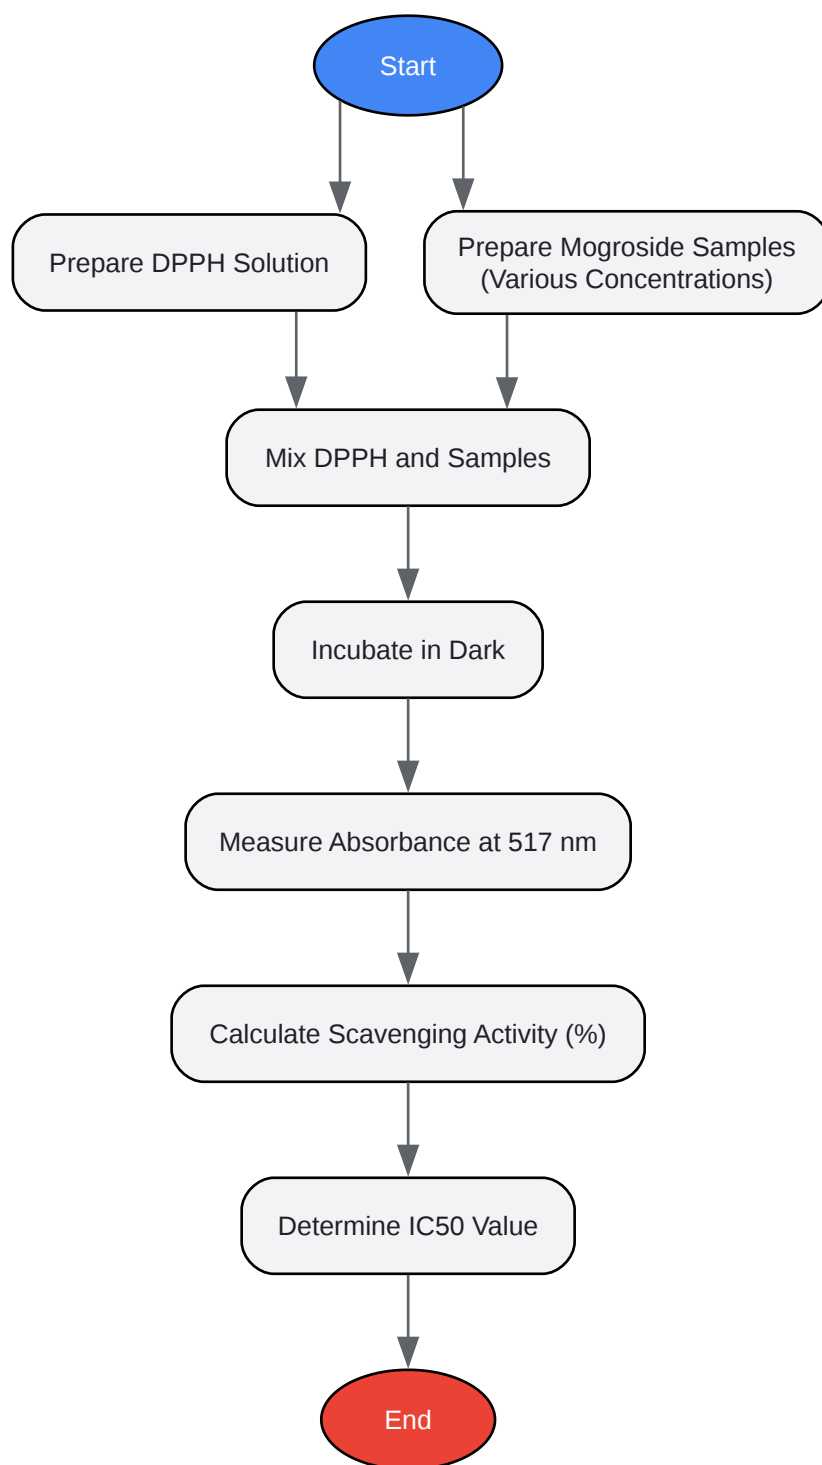 Start
Prepare DPPH Solution
Prepare Mogroside Samples
(Various Concentrations)
Mix DPPH and Samples
Incubate in Dark
Measure Absorbance at 517 nm
Calculate Scavenging Activity (%)
Determine IC50 Value
End